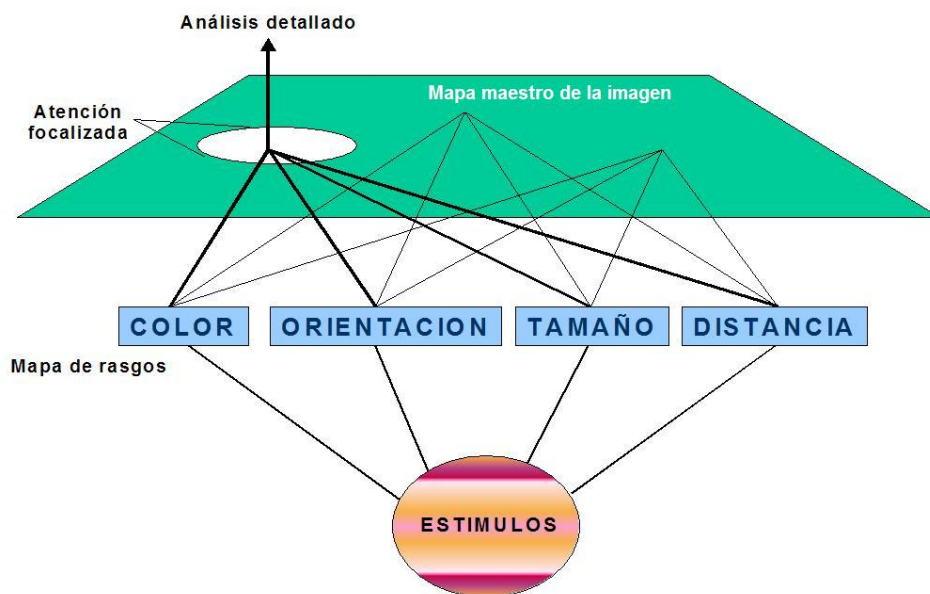 Análisis detallado
Mapa maestro de la imagen
Atención
focalizada
COLOR
ORIENTACION
TAMAÑO
DISTANCIA
Mapa de rasgos
ESTIMULOS